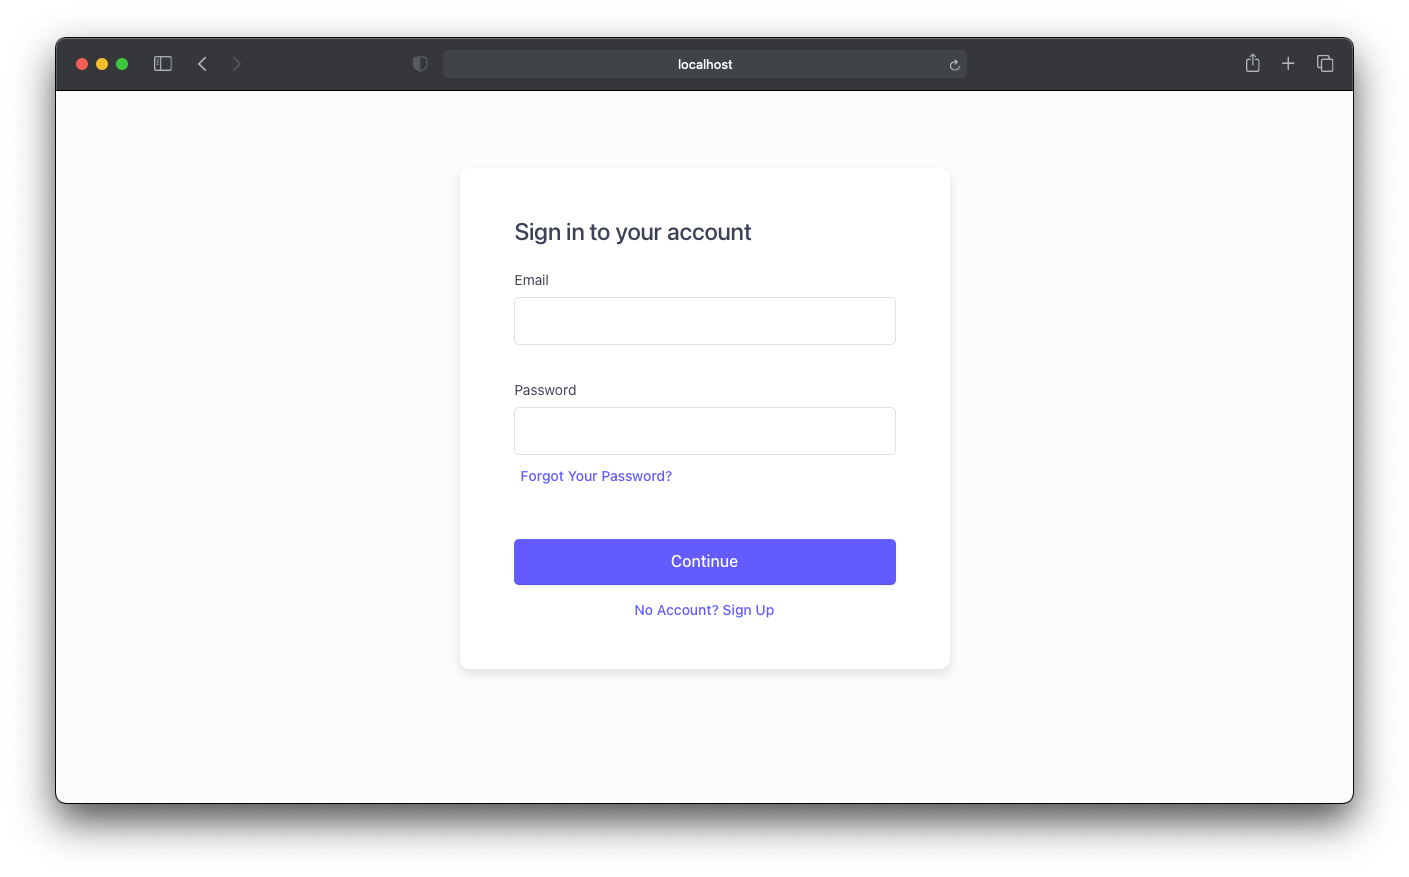 localhost
Sign in to your account
Email
Password
Forgot Your Password?
Continue
No Account? Sign Up